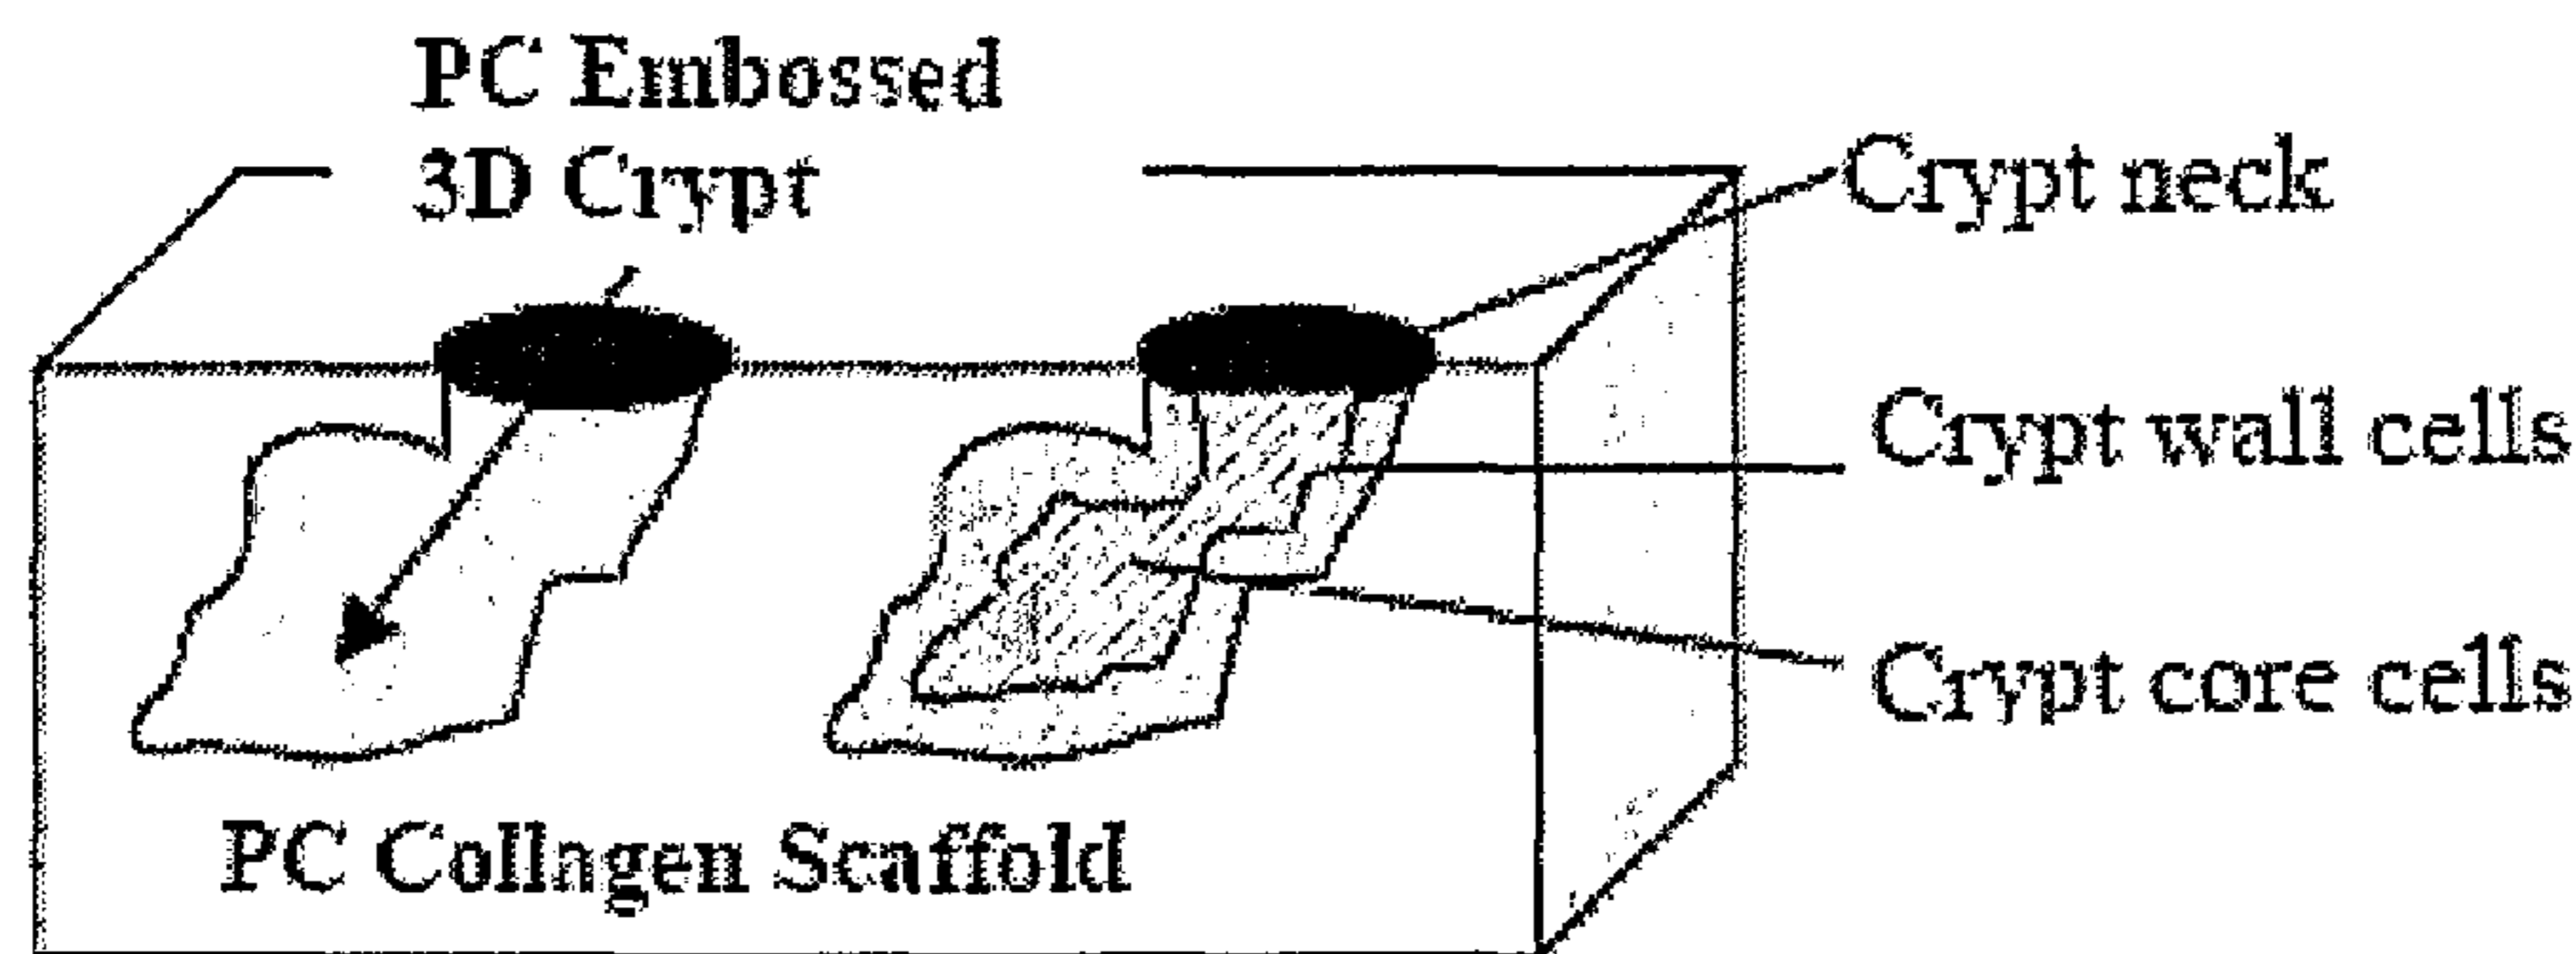 PC Embossed
3D Crypt
Crypt neck
Crypt wall cells
Crypt core cells
PC Collagen Scaffold